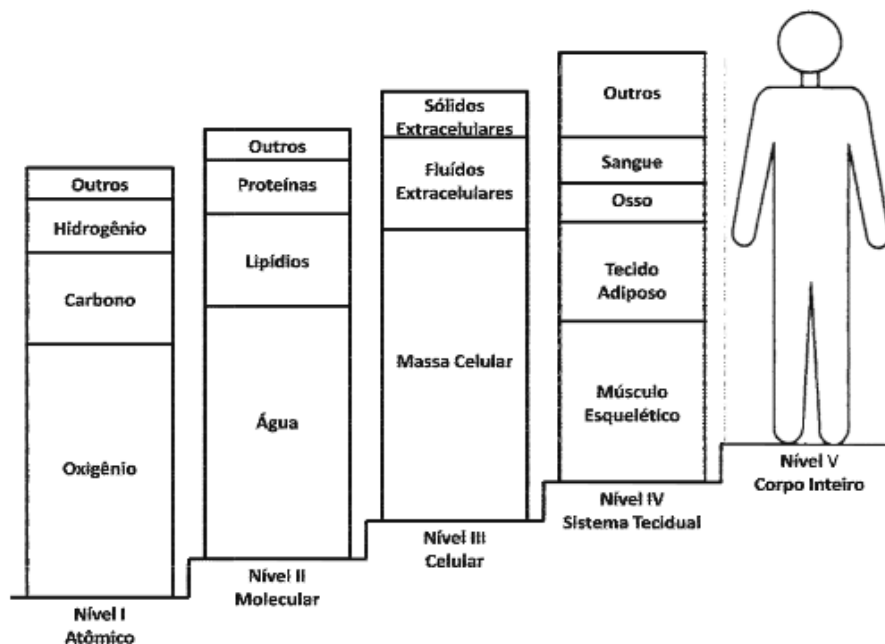 Outros
Hidrogênio
Carbono
Oxigênio
Nível I
Atômico
Outros
Proteínas
Lipídios
Água
Nível II
Molecular
Sólidos
Extracelulares
Fluídos
Extracelulares
Massa Celular
Nível III
Celular
Outros
Sangue
Osso
Tecido
Adiposo
Músculo
Esquelético
Nível IV
Sistema Tecidual
Nível V
Corpo Inteiro